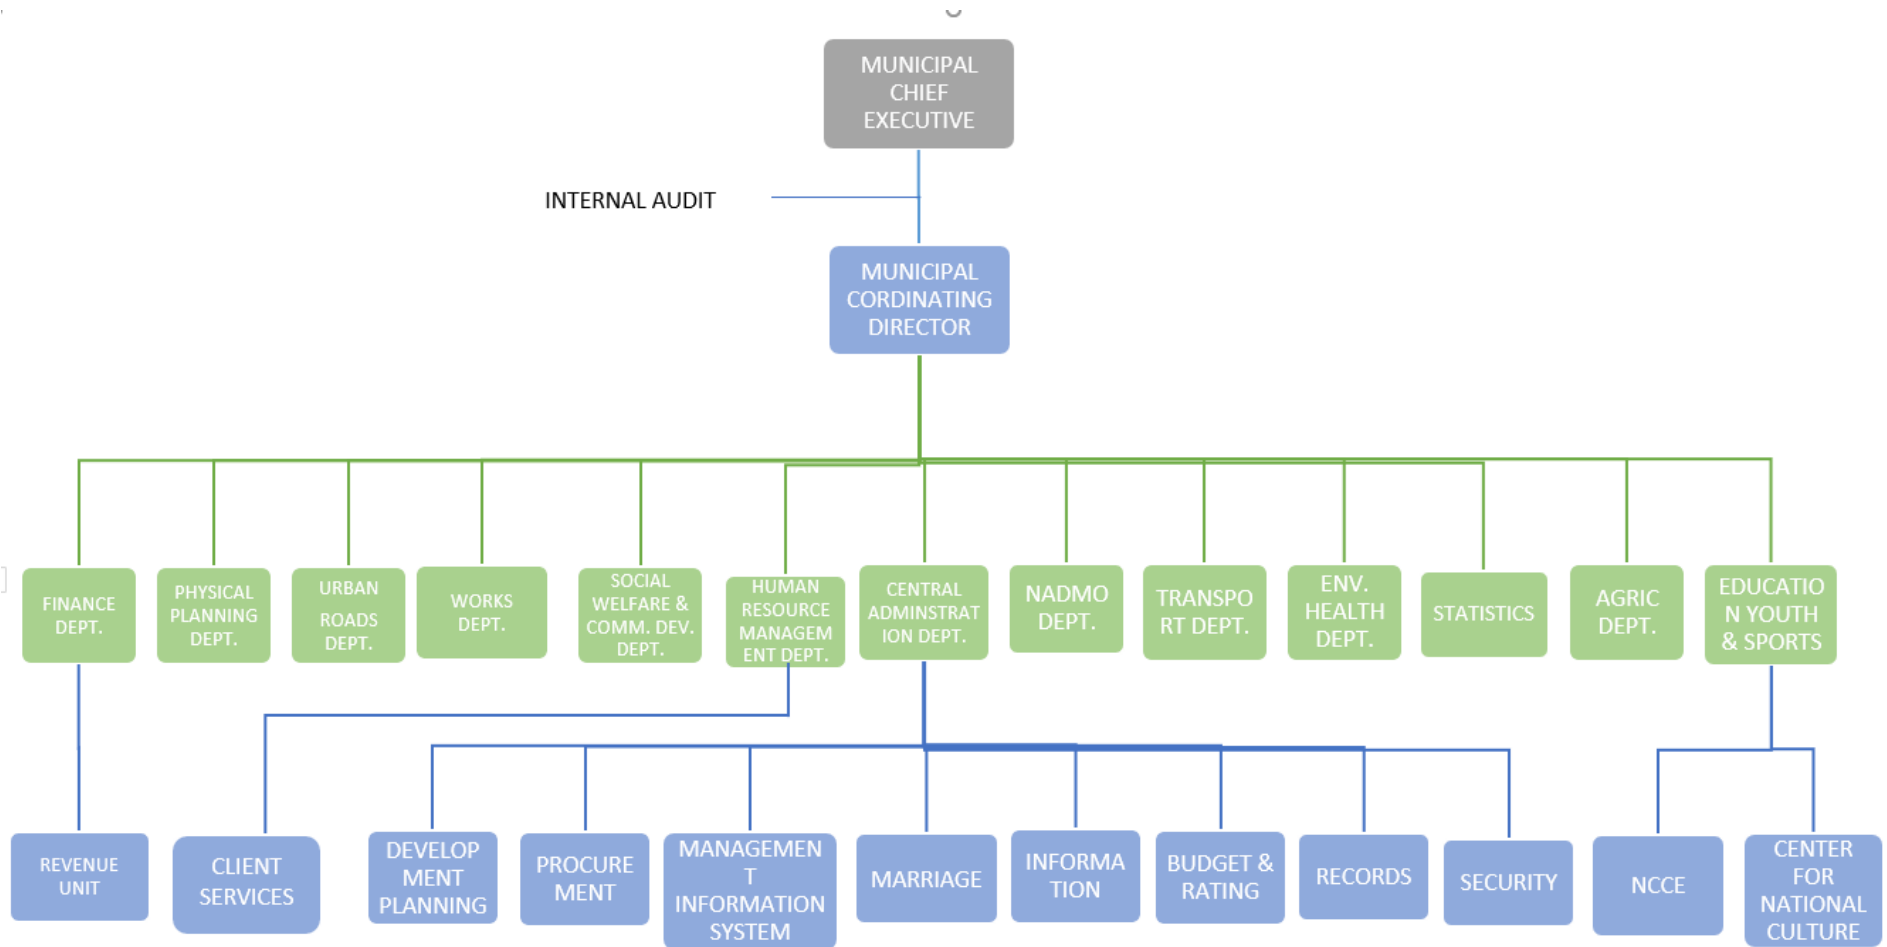 MUNICIPAL
CHIEF
EXECUTIVE
INTERNAL AUDIT
MUNICIPAL
CORDINATING
DIRECTOR
FINANCE
DEPT.
PHYSICAL
PLANNING
DEPT.
URBAN
ROADS
DEPT.
WORKS
DEPT.
SOCIAL
WELFARE &
COMM. DEV.
DEPT.
HUMAN
RESOURCE
MANAGEM
ENT DEPT.
CENTRAL
ADMINSTRAT
ION DEPT.
NADMO
DEPT.
TRANSPO
RT DEPT.
ENV.
HEALTH
DEPT.
STATISTICS
AGRIC
DEPT.
EDUCATIO
N YOUTH
& SPORTS
REVENUE
UNIT
CLIENT
SERVICES
DEVELOP
MENT
PLANNING
PROCURE
MENT
MANAGEMEN
T
INFORMATION
SYSTEM
MARRIAGE
INFORMA
TION
BUDGET &
RATING
RECORDS
SECURITY
NCCE
CENTER
FOR
NATIONAL
CULTURE